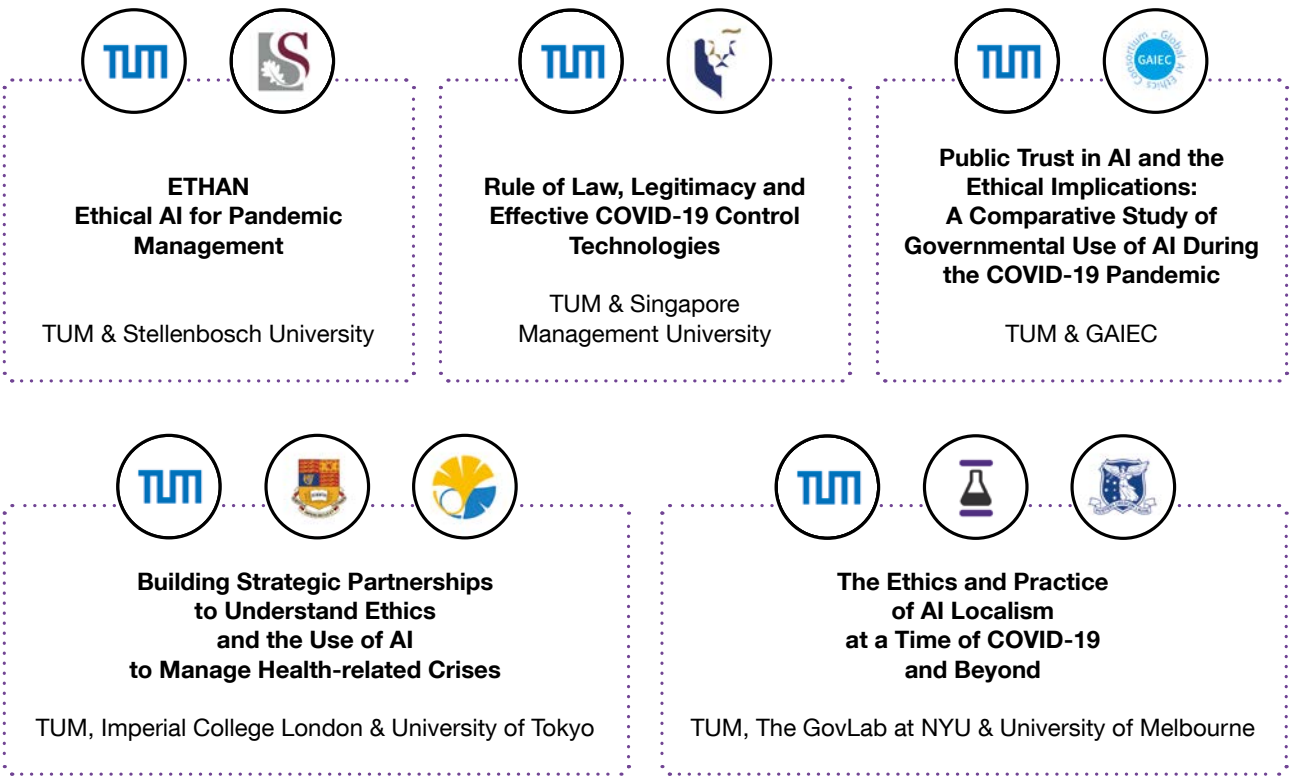 TUM
S
TUM
TUM
Consortium - Global AI Ethics
GAIEC
ETHAN
Ethical AI for Pandemic
Management
TUM & Stellenbosch University
Rule of Law, Legitimacy and
Effective COVID-19 Control
Technologies
TUM & Singapore
Management University
Public Trust in AI and the
Ethical Implications:
A Comparative Study of
Governmental Use of AI During
the COVID-19 Pandemic
TUM & GAIEC
TUM
Building Strategic Partnerships
to Understand Ethics
and the Use of AI
to Manage Health-related Crises
TUM, Imperial College London & University of Tokyo
TUM
The Ethics and Practice
of AI Localism
at a Time of COVID-19
and Beyond
TUM, The GovLab at NYU & University of Melbourne